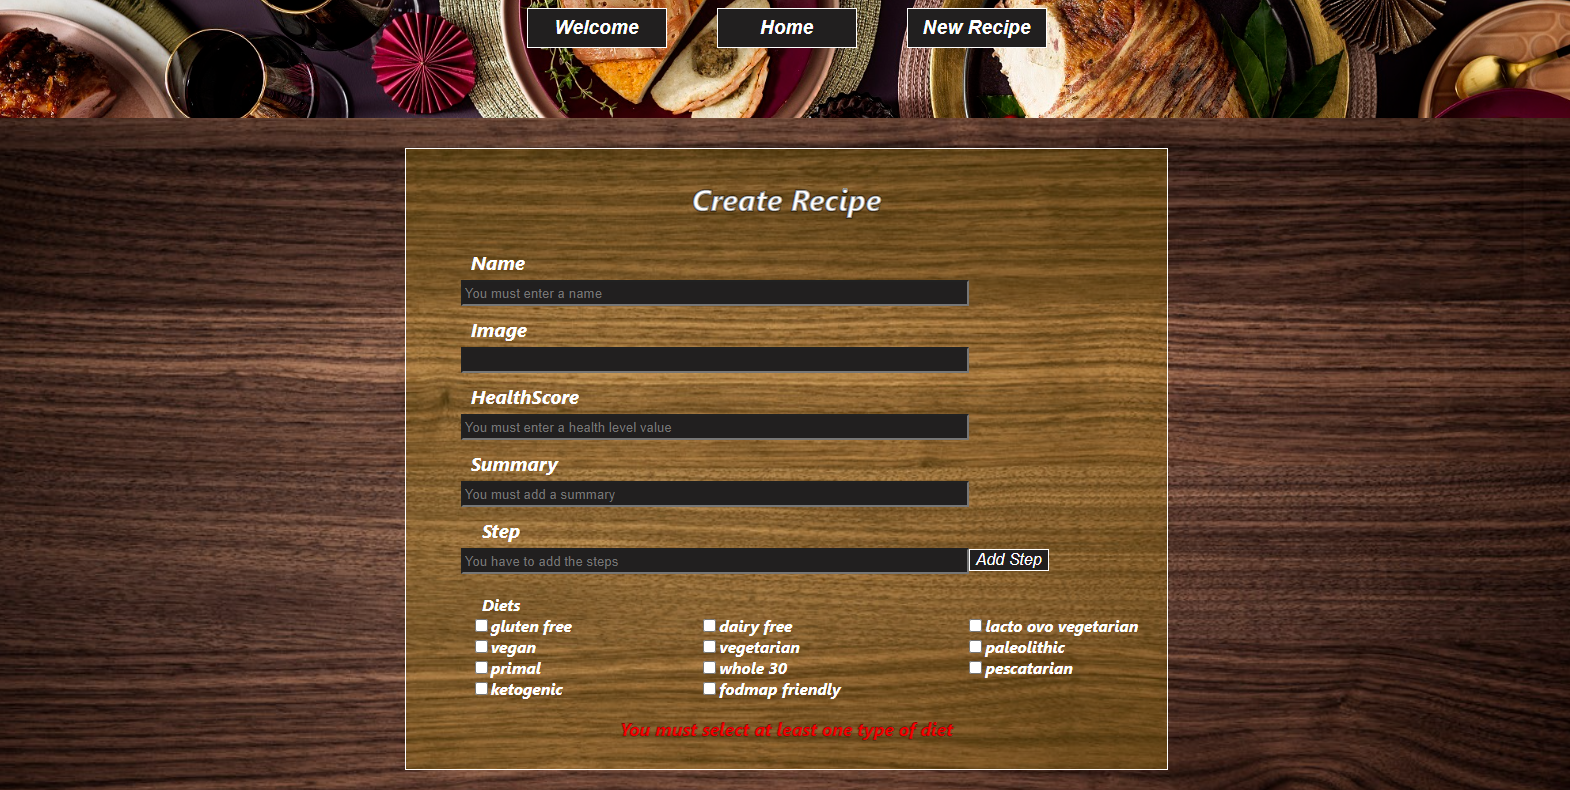 Welcome Home New Recipe
Create Recipe
Name
You must enter a name
Image
HealthScore
You must enter a health level value
Summary
You must add a summary
Step
You have to add the steps Add Step
Diets
gluten free dairy free lacto ovo vegetarian
vegan vegetarian paleolithic
primal whole 30 pescatarian
ketogenic fodmap friendly
You must select at least one type of diet